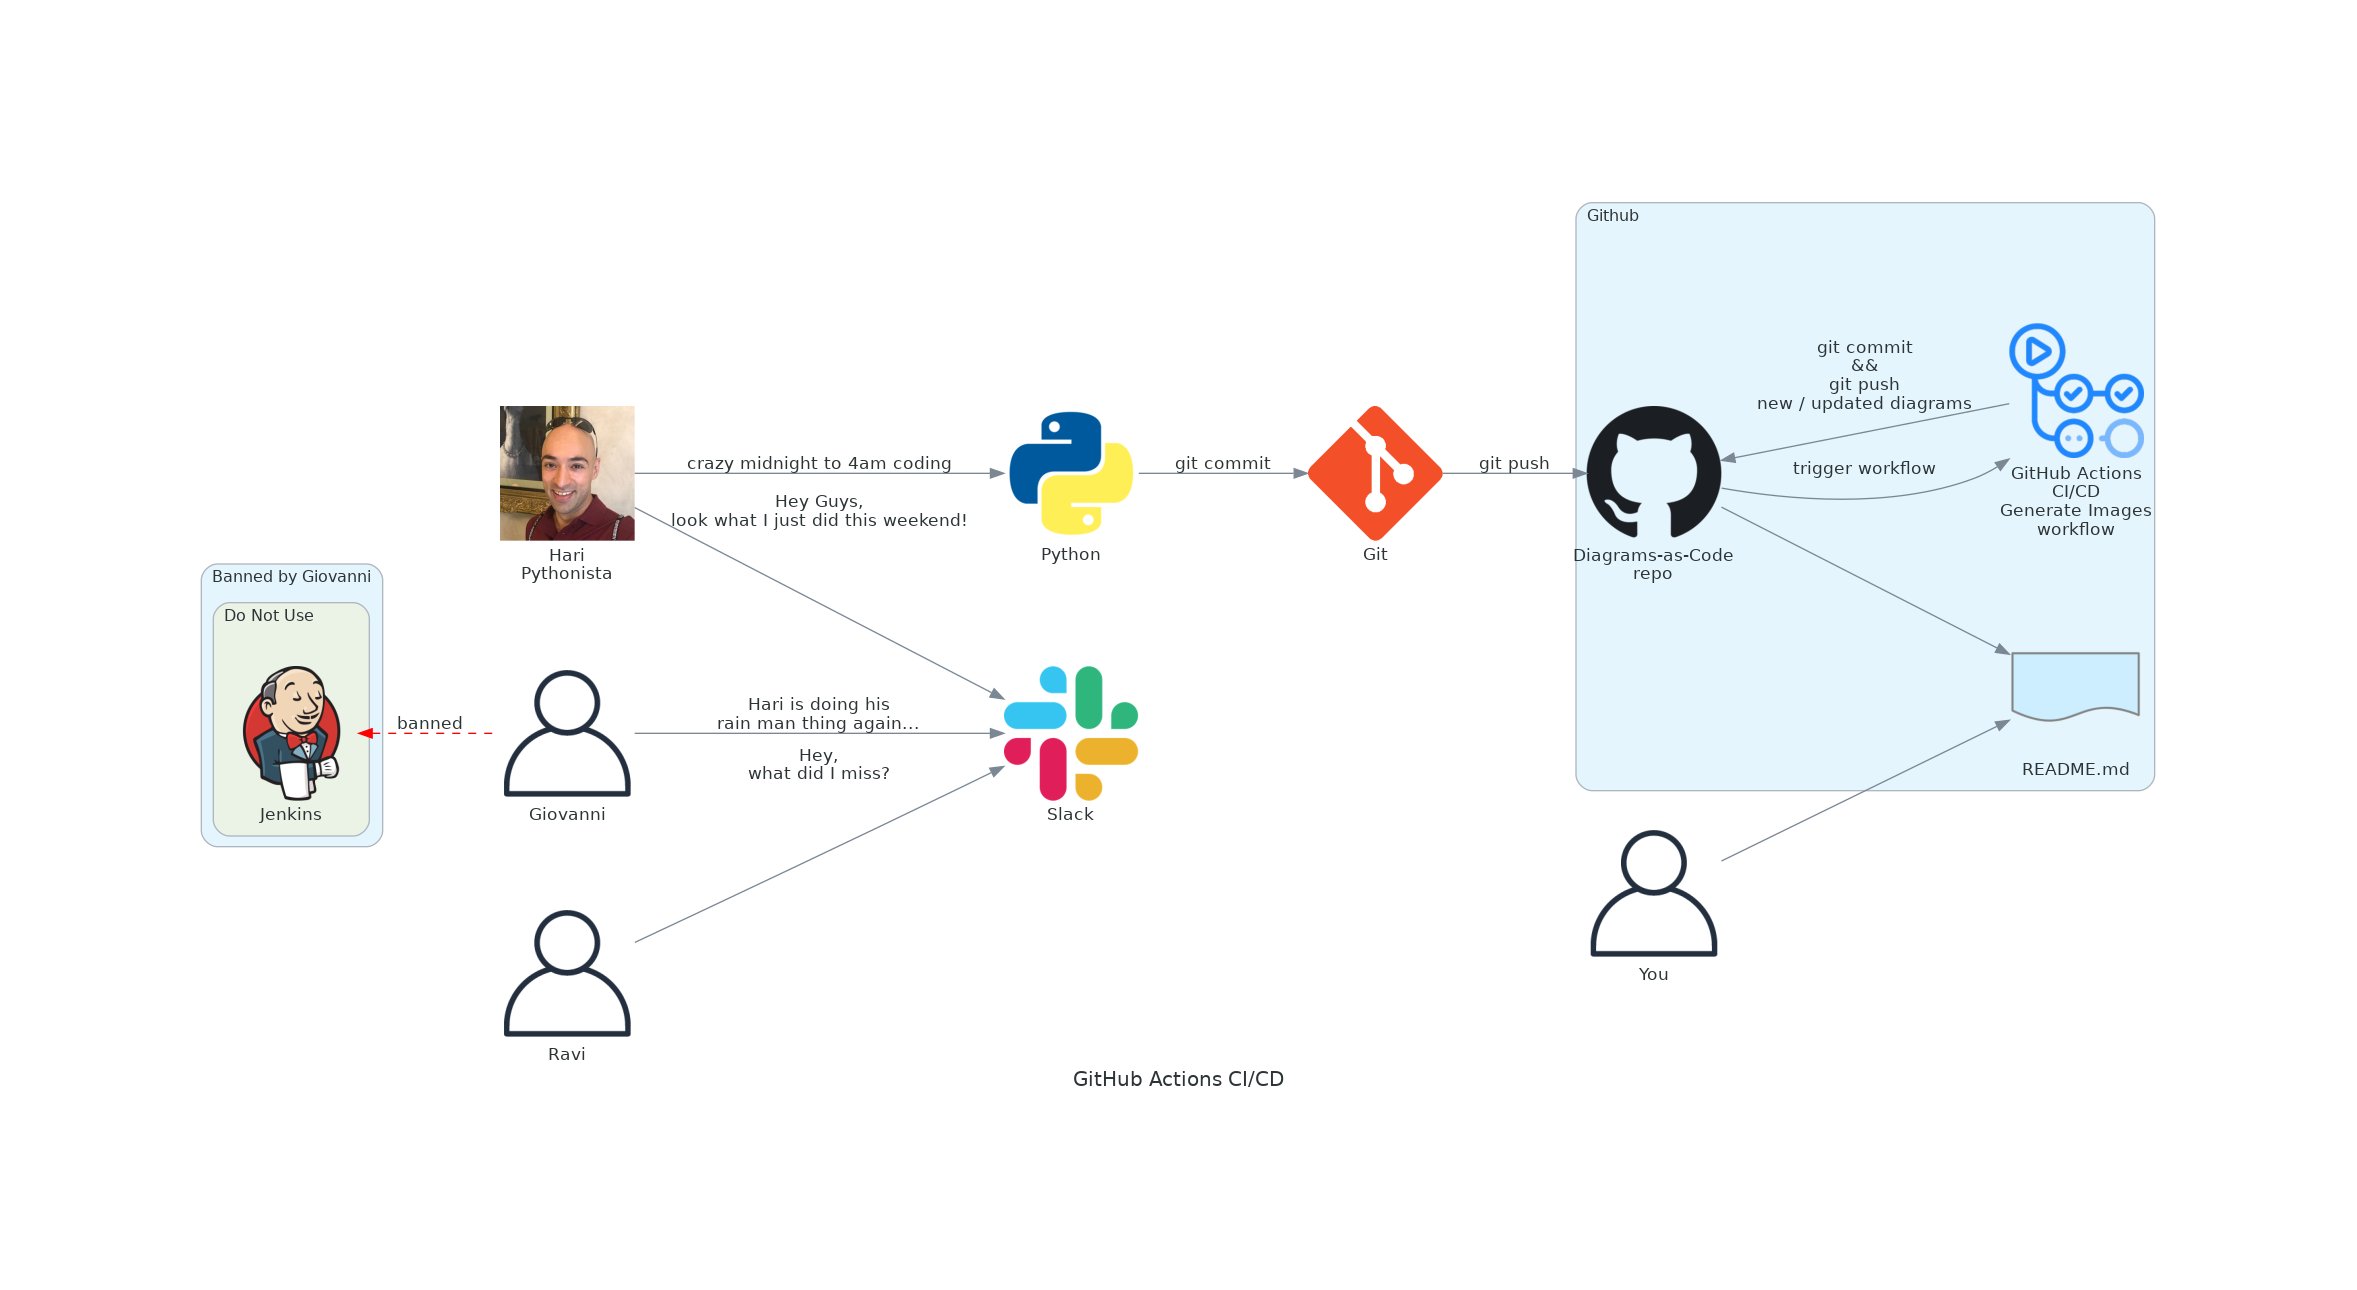 Github
git commit
&&
git push
new / updated diagrams
trigger workflow
GitHub Actions
CI/CD
Generate Images
workflow
crazy midnight to 4am coding
git commit
git push
Hey Guys,
look what I just did this weekend!
Hari
Pythonista
Python
Git
Diagrams-as-Code
repo
Banned by Giovanni
Do Not Use
banned
Jenkins
Hari is doing his
rain man thing again...
Hey,
what did I miss?
Giovanni
Slack
README.md
You
Ravi
GitHub Actions CI/CD